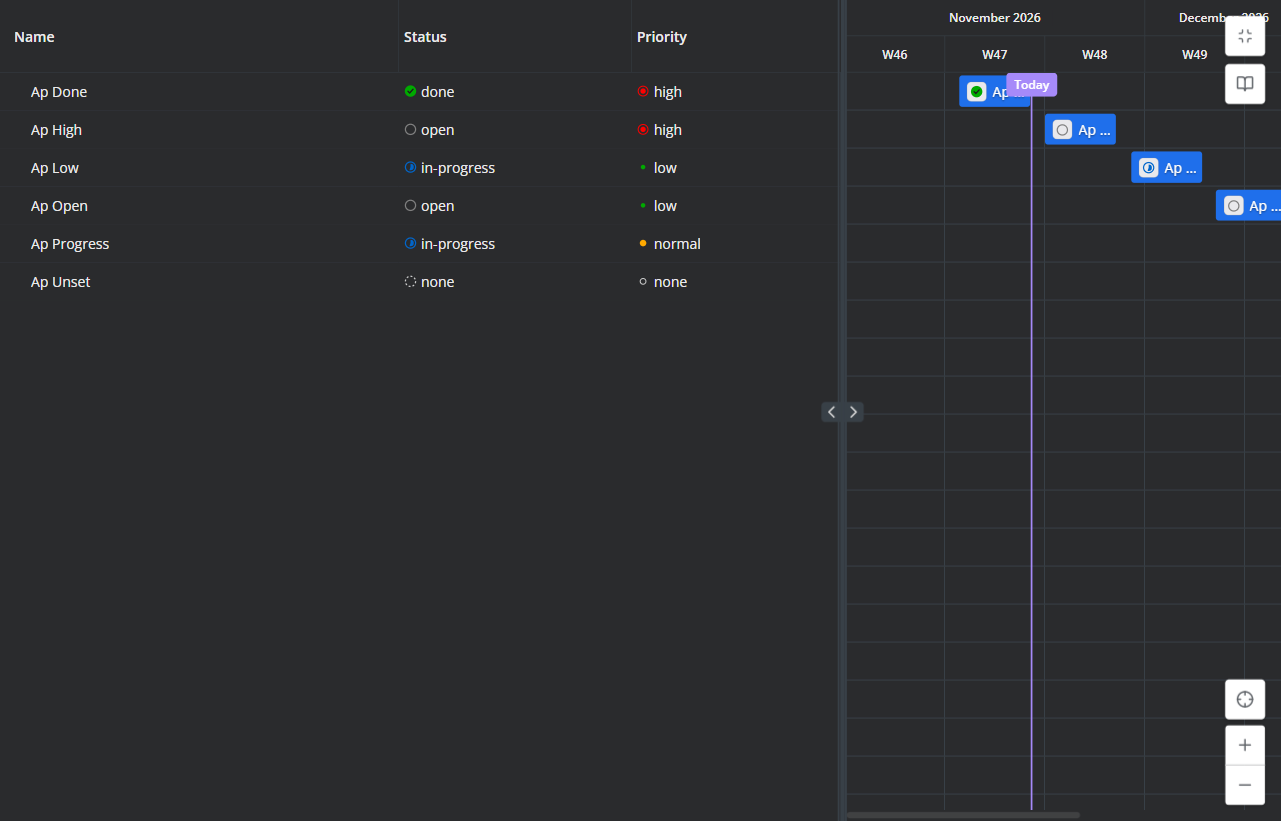 Name Status Priority
November 2026
W46 W47 W48 W49
Today
Ap Done done high
Ap High open high Ap ...
Ap Low in-progress low Ap ...
Ap Open open low Ap ...
Ap Progress in-progress normal
Ap Unset none none